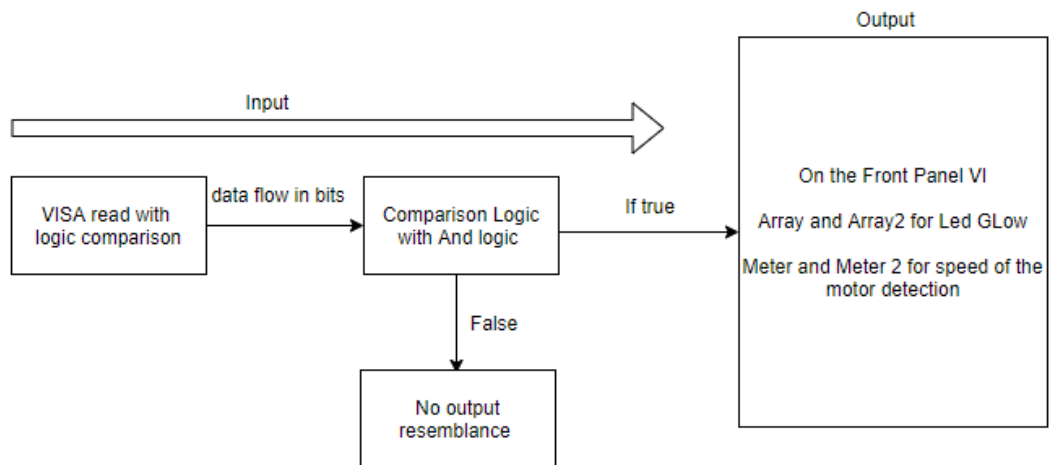 Output
Input
VISA read with
logic comparison
data flow in bits
Comparison Logic
with And logic
If true
On the Front Panel VI
Array and Array2 for Led GLow
Meter and Meter 2 for speed of the
motor detection
False
No output
resemblance